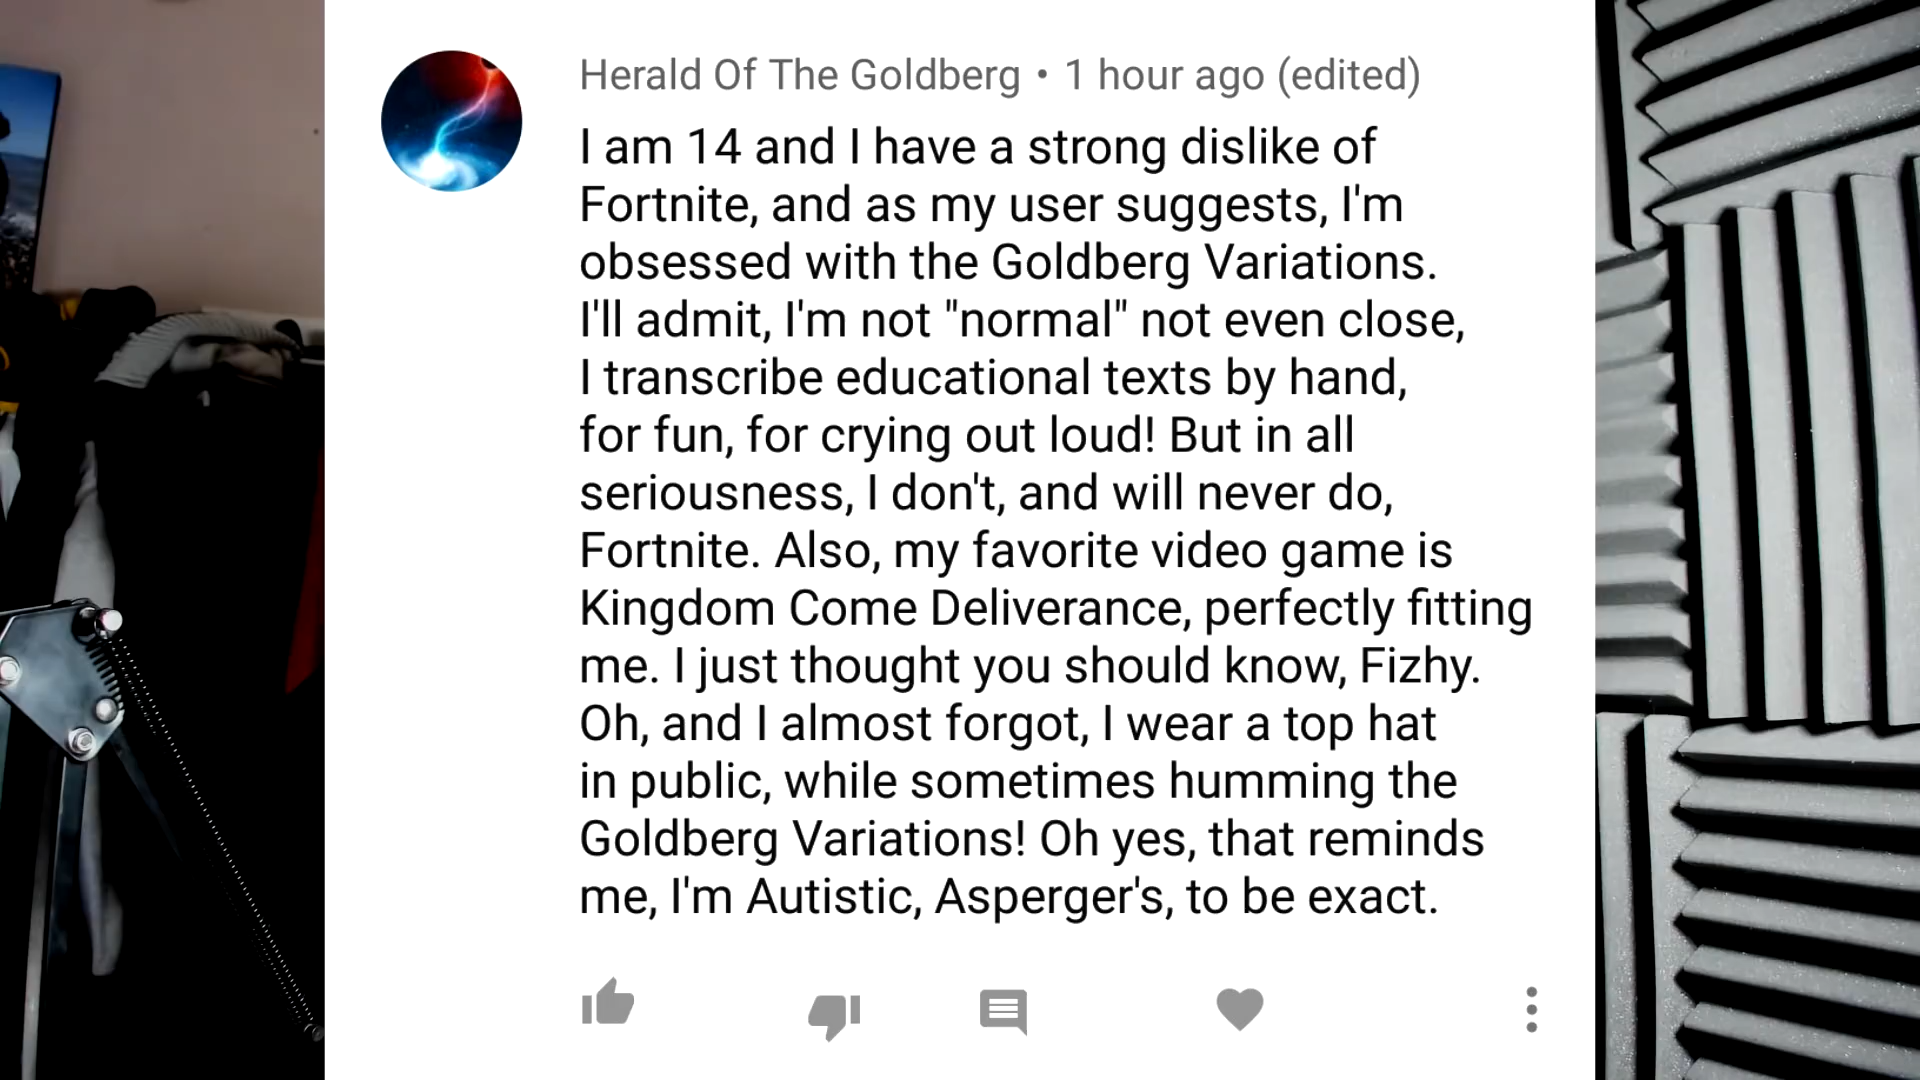 Herald Of The Goldberg • 1 hour ago (edited)
I am 14 and I have a strong dislike of
Fortnite, and as my user suggests, I'm
obsessed with the Goldberg Variations.
I'll admit, I'm not "normal" not even close,
I transcribe educational texts by hand,
for fun, for crying out loud! But in all
seriousness, I don't, and will never do,
Fortnite. Also, my favorite video game is
Kingdom Come Deliverance, perfectly fitting
me. I just thought you should know, Fizhy.
Oh, and I almost forgot, I wear a top hat
in public, while sometimes humming the
Goldberg Variations! Oh yes, that reminds
me, I'm Autistic, Asperger's, to be exact.